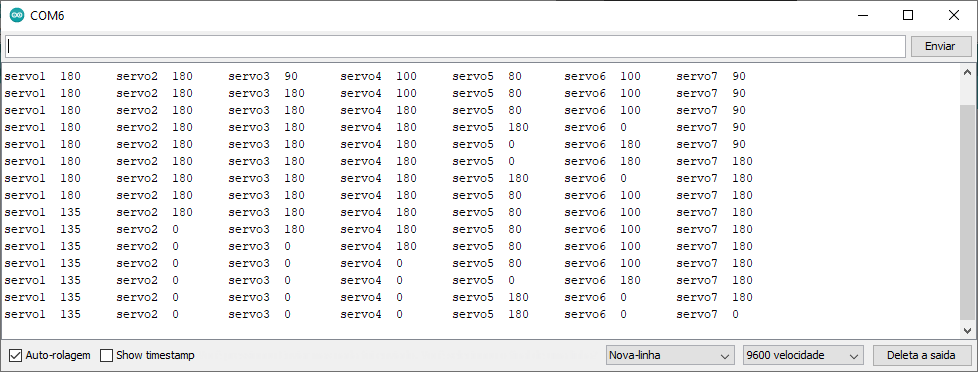 COM6
Enviar
servo1 180 servo2 180 servo3 90 servo4 100 servo5 80 servo6 100 servo7 90
servo1 180 servo2 180 servo3 180 servo4 100 servo5 80 servo6 100 servo7 90
servo1 180 servo2 180 servo3 180 servo4 180 servo5 80 servo6 100 servo7 90
servo1 180 servo2 180 servo3 180 servo4 180 servo5 180 servo6 0 servo7 90
servo1 180 servo2 180 servo3 180 servo4 180 servo5 0 servo6 180 servo7 90
servo1 180 servo2 180 servo3 180 servo4 180 servo5 0 servo6 180 servo7 180
servo1 180 servo2 180 servo3 180 servo4 180 servo5 180 servo6 0 servo7 180
servo1 180 servo2 180 servo3 180 servo4 180 servo5 80 servo6 100 servo7 180
servo1 135 servo2 180 servo3 180 servo4 180 servo5 80 servo6 100 servo7 180
servo1 135 servo2 0 servo3 180 servo4 180 servo5 80 servo6 100 servo7 180
servo1 135 servo2 0 servo3 0 servo4 180 servo5 80 servo6 100 servo7 180
servo1 135 servo2 0 servo3 0 servo4 0 servo5 80 servo6 100 servo7 180
servo1 135 servo2 0 servo3 0 servo4 0 servo5 0 servo6 180 servo7 180
servo1 135 servo2 0 servo3 0 servo4 0 servo5 180 servo6 0 servo7 180
servo1 135 servo2 0 servo3 0 servo4 0 servo5 180 servo6 0 servo7 0
Auto-rolagem Show timestamp Nova-linha 9600 velocidade Deleta a saida